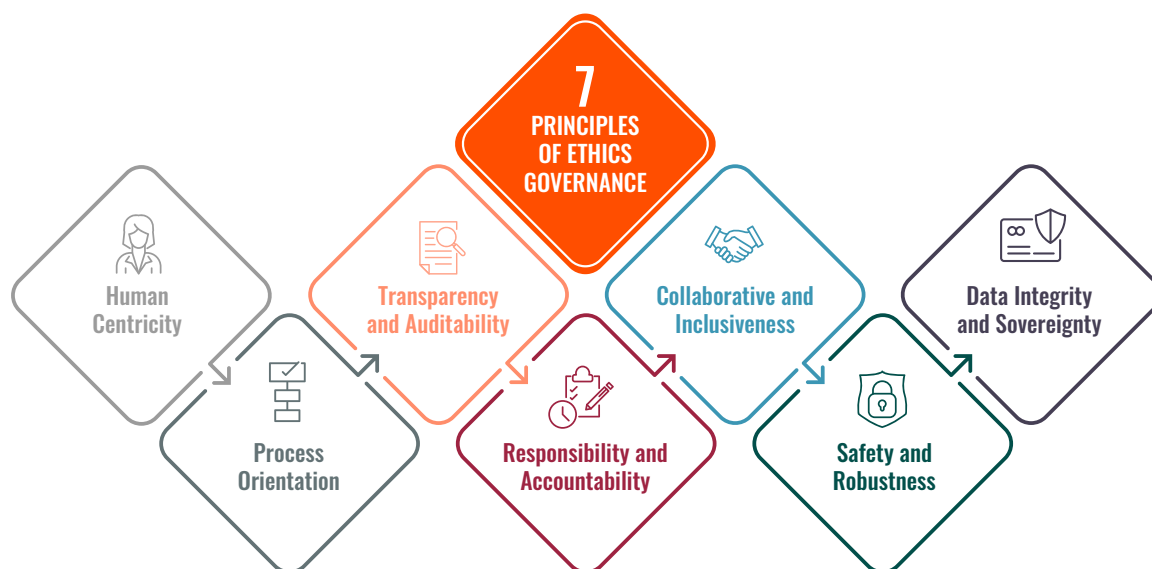 7
PRINCIPLES
OF ETHICS
GOVERNANCE
Human
Centricity
Process
Orientation
Transparency
and Auditability
Responsibility and
Accountability
Collaborative and
Inclusiveness
Safety and
Robustness
Data Integrity
and Sovereignty